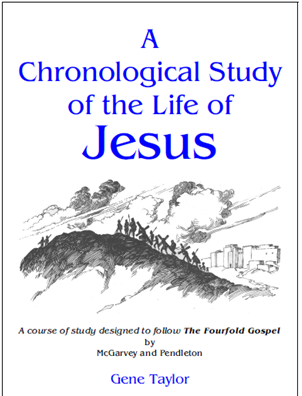 A
Chronological Study
of the Life of
Jesus
A course of study designed to follow The Fourfold Gospel
by
McGarvey and Pendleton
Gene Taylor